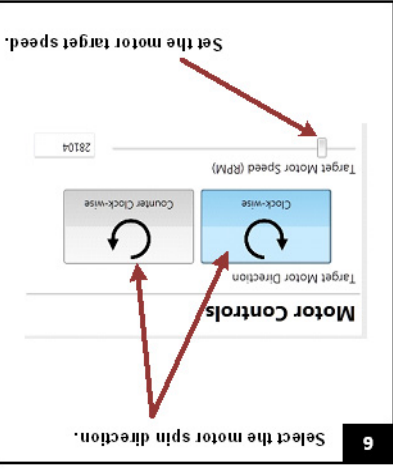 6
Select the motor spin direction.
Motor Controls
Target Motor Direction
Clock-wise
Counter Clock-wise
Target Motor Speed (RPM)
28104
Set the motor target speed.